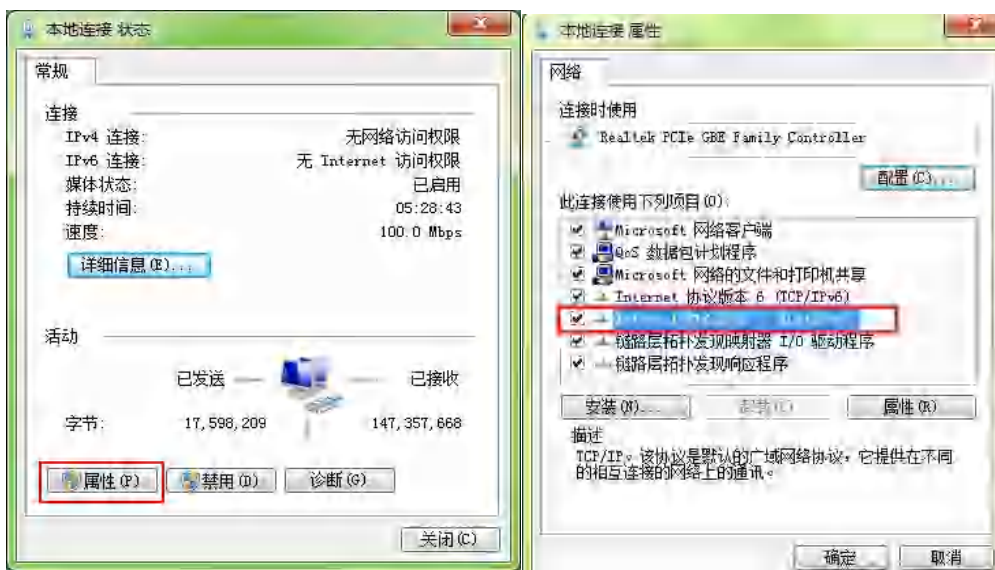 本地连接 状态
常规
连接
IPv4 连接: 无网络访问权限
IPv6 连接: 无 Internet 访问权限
媒体状态: 已启用
持续时间: 05:28:43
速度: 100.0 Mbps
详细信息(E)...
活动
已发送 已接收
字节: 17,598,209 147,357,668
属性(P) 禁用(D) 诊断(G)
关闭(C)
本地连接 属性
网络
连接时使用
Realtek PCIe GBE Family Controller
配置(C)...
此连接使用下列项目(O):
Microsoft 网络客户端
QoS 数据包计划程序
Microsoft 网络的文件和打印机共享
Internet 协议版本 6 (TCP/IPv6)
链路层拓扑发现映射器 I/O 驱动程序
链路层拓扑发现响应程序
安装(N)... 属性(R)
描述
TCP/IP。该协议是默认的广域网络协议，它提供在不同
的相互连接的网络上的通讯。
确定 取消